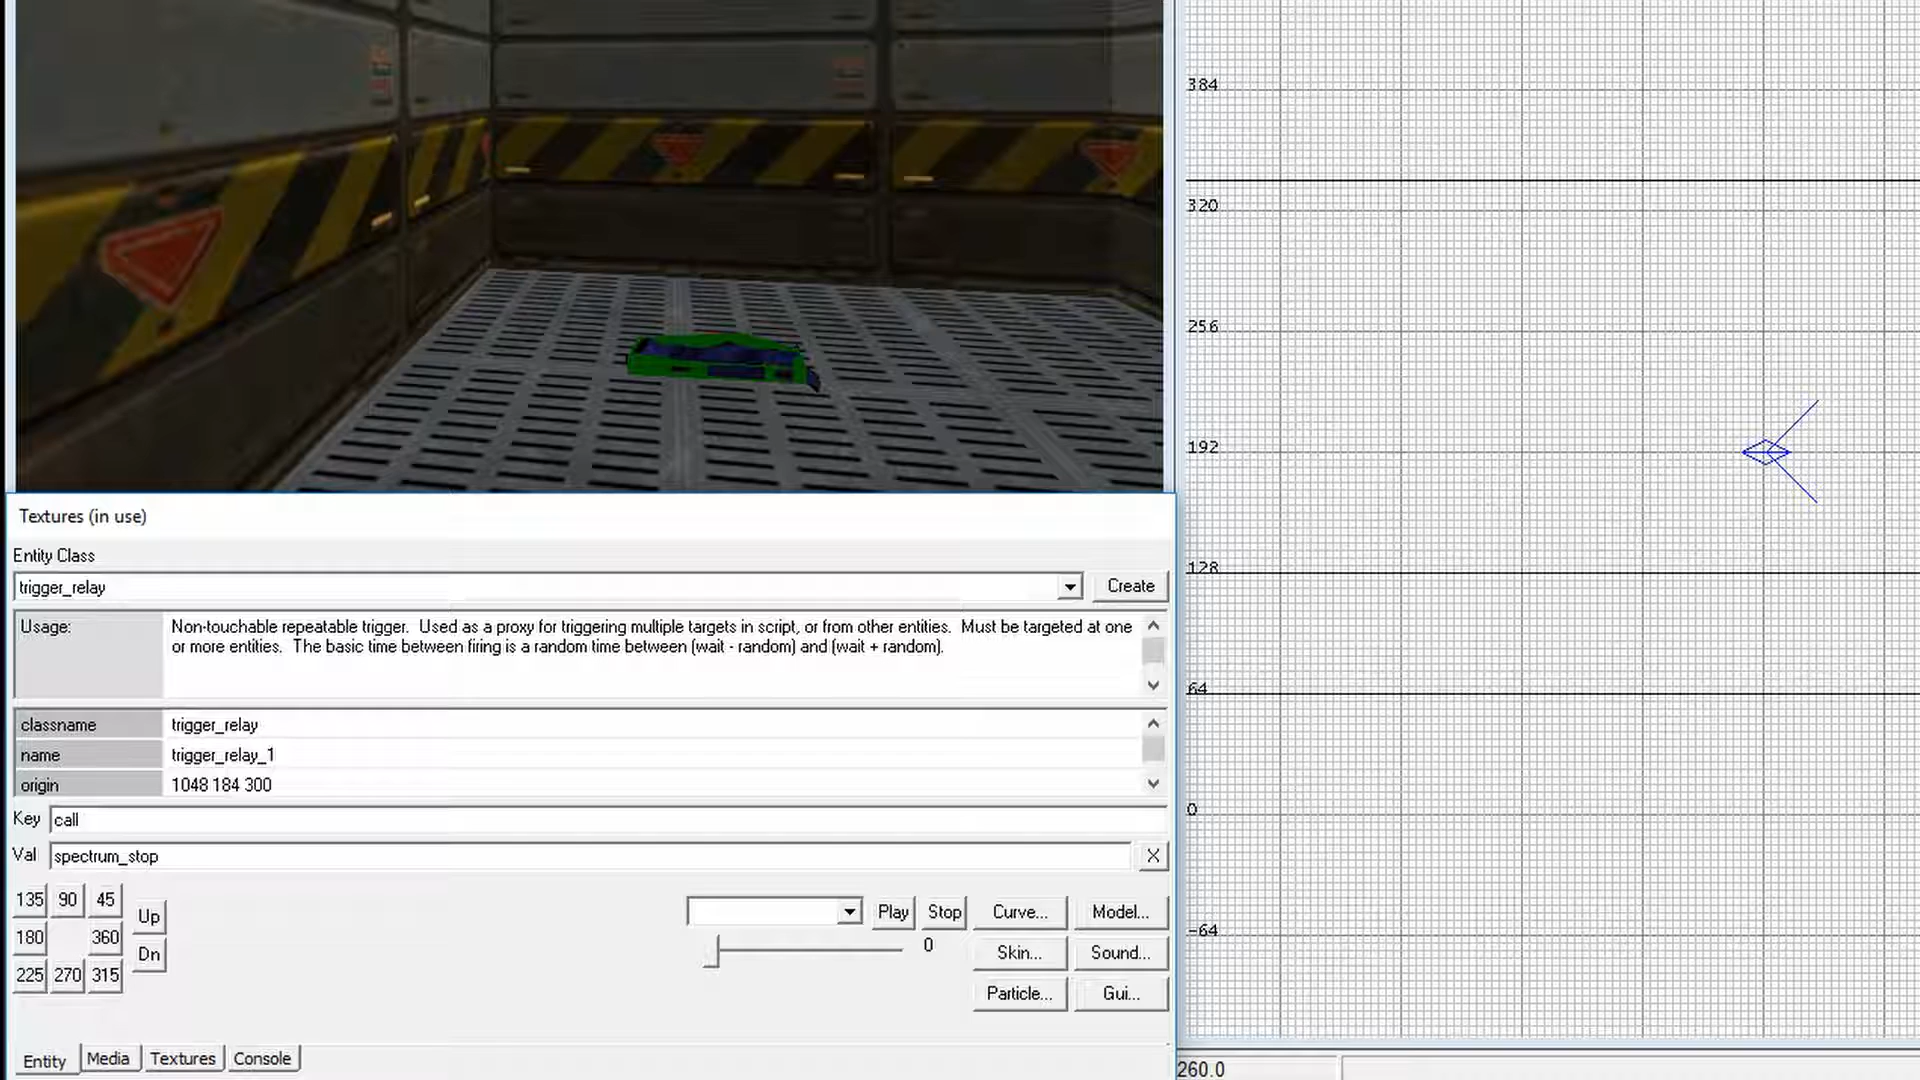 384
320
256
192
128
64
0
-64
Textures (in use)
Entity Class
trigger_relay
Create
Usage:
Non-touchable repeatable trigger.  Used as a proxy for triggering multiple targets in script, or from other entities.  Must be targeted at one
or more entities.  The basic time between firing is a random time between (wait - random) and (wait + random).
classname trigger_relay
name trigger_relay_1
origin 1048 184 300
Key call
Val spectrum_stop X
135 90 45 Up
180 360 Dn
225 270 315
Play Stop Curve... Model...
0 Skin... Sound...
Particle... Gui...
Entity Media Textures Console
260.0